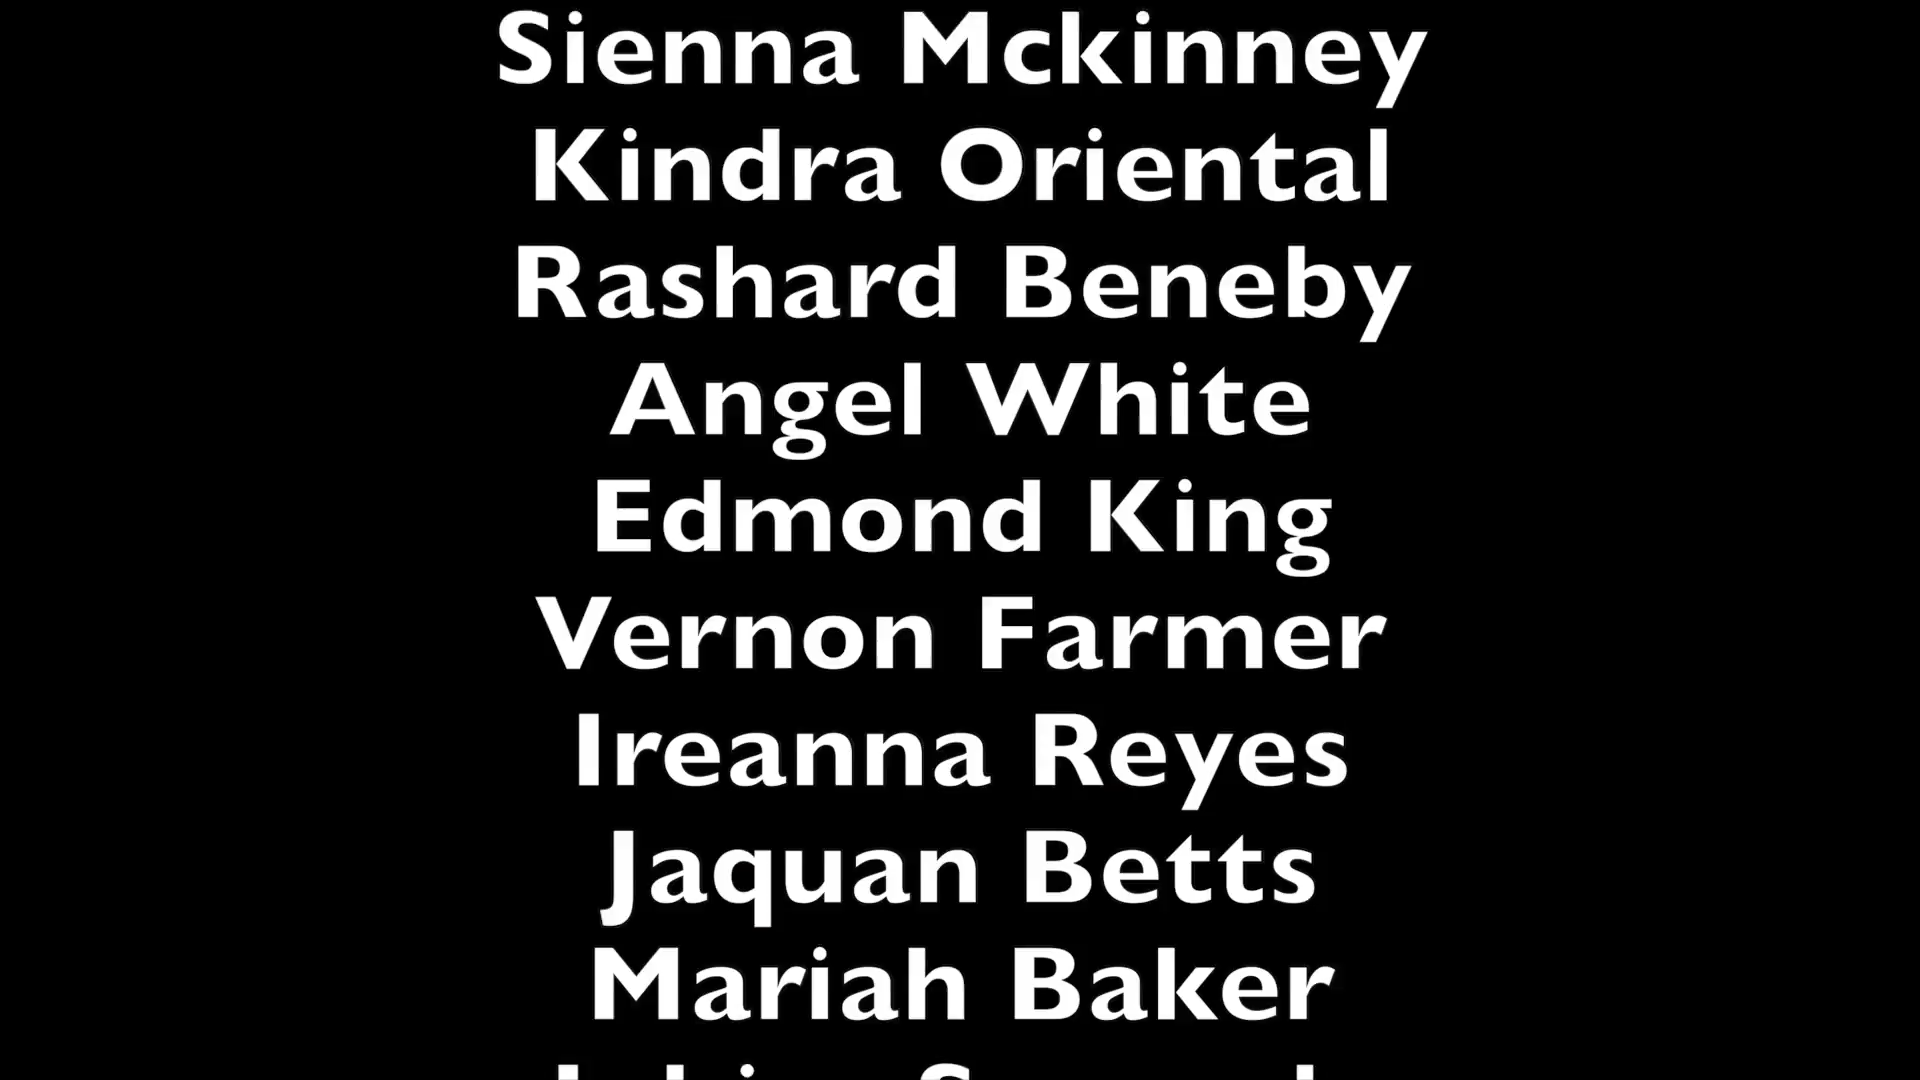 Sienna Mckinney
Kindra Oriental
Rashard Beneby
Angel White
Edmond King
Vernon Farmer
Ireanna Reyes
Jaquan Betts
Mariah Baker